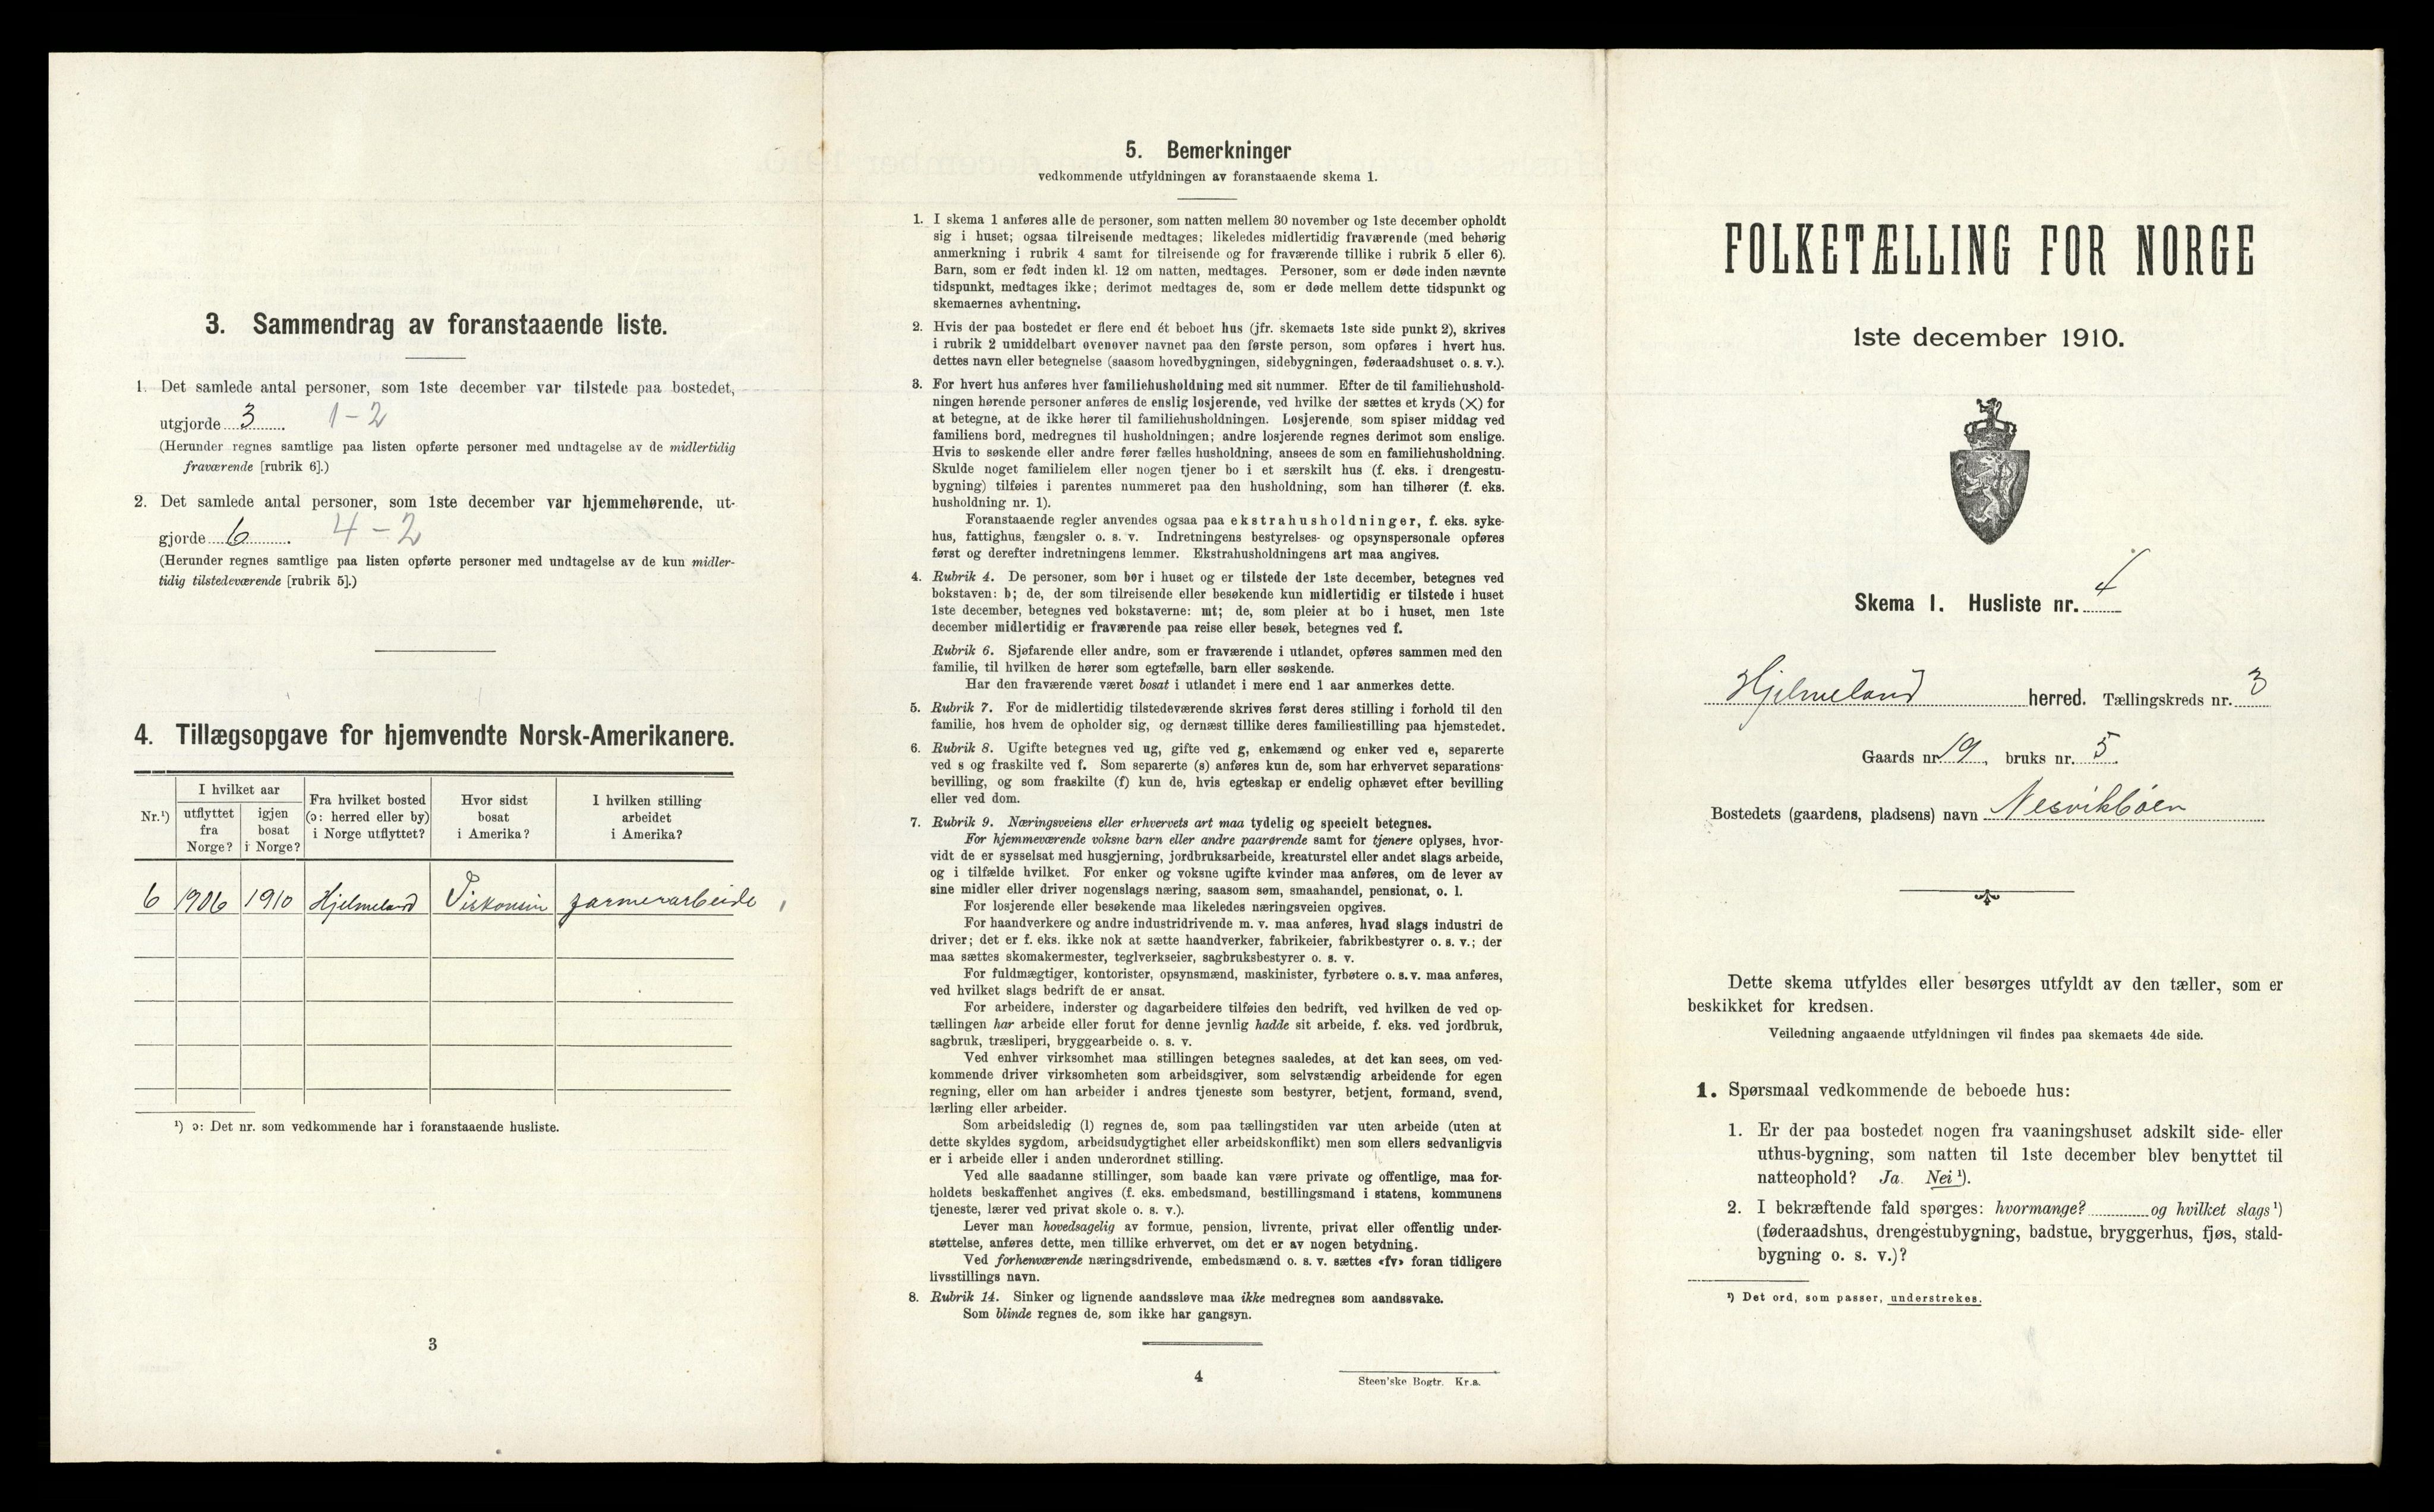 3. Sammendrag av foranstaaende liste.
1. Det samlede antal personer, som 1ste december var tilstede paa bostedet,
utgjorde 3. 1-2
(Herunder regnes samtlige paa listen opførte personer med undtagelse av de midlertidig
fraværende [rubrik 6].)
2. Det samlede antal personer, som 1ste december var hjemmehørende, ut-
gjorde 6. 4-2
(Herunder regnes samtlige paa listen opførte personer med undtagelse av de kun midler-
tidig tilstedeværende [rubrik 5].)
4. Tillægsopgave for hjemvendte Norsk-Amerikanere.
Nr.¹) I hvilket aar utflyttet fra Norge? igjen bosat i Norge? Fra hvilket bosted (ɔ: herred eller by) i Norge utflyttet? Hvor sidst bosat i Amerika? I hvilken stilling arbeidet i Amerika?
6 1906 1910 Hjelmeland Viskonsin farmerarbeide
¹) ɔ: Det nr. som vedkommende har i foranstaaende husliste.
3
5. Bemerkninger
vedkommende utfyldningen av foranstaaende skema 1.
1. I skema 1 anføres alle de personer, som natten mellem 30 november og 1ste december opholdt
sig i huset; ogsaa tilreisende medtages; likeledes midlertidig fraværende (med behørig
anmerkning i rubrik 4 samt for tilreisende og for fraværende tillike i rubrik 5 eller 6).
Barn, som er født inden kl. 12 om natten, medtages. Personer, som er døde inden nævnte
tidspunkt, medtages ikke; derimot medtages de, som er døde mellem dette tidspunkt og
skemaernes avhentning.
2. Hvis der paa bostedet er flere end ét beboet hus (jfr. skemaets 1ste side punkt 2), skrives
i rubrik 2 umiddelbart ovenover navnet paa den første person, som opføres i hvert hus.
dettes navn eller betegnelse (saasom hovedbygningen, sidebygningen, føderaadshuset o. s. v.).
3. For hvert hus anføres hver familiehusholdning med sit nummer. Efter de til familiehushold-
ningen hørende personer anføres de enslig losjerende, ved hvilke der sættes et kryds (×) for
at betegne, at de ikke hører til familiehusholdningen. Losjerende, som spiser middag ved
familiens bord, medregnes til husholdningen; andre losjerende regnes derimot som enslige.
Hvis to søskende eller andre fører fælles husholdning, ansees de som en familiehusholdning.
Skulde noget familielem eller nogen tjener bo i et særskilt hus (f. eks. i drengestu-
bygning) tilføies i parentes nummeret paa den husholdning, som han tilhører (f. eks.
husholdning nr. 1).
Foranstaaende regler anvendes ogsaa paa ekstrahusholdninger, f. eks. syke-
hus, fattighus, fængsler o. s. v. Indretningens bestyrelses- og opsynspersonale opføres
først og derefter indretningens lemmer. Ekstrahusholdningens art maa angives.
4. Rubrik 4. De personer, som bor i huset og er tilstede der 1ste december, betegnes ved
bokstaven: b; de, der som tilreisende eller besøkende kun midlertidig er tilstede i huset
1ste december, betegnes ved bokstaverne: mt; de, som pleier at bo i huset, men 1ste
december midlertidig er fraværende paa reise eller besøk, betegnes ved f.
Rubrik 6. Sjøfarende eller andre, som er fraværende i utlandet, opføres sammen med den
familie, til hvilken de hører som egtefælle, barn eller søskende.
Har den fraværende været bosat i utlandet i mere end 1 aar anmerkes dette.
5. Rubrik 7. For de midlertidig tilstedeværende skrives først deres stilling i forhold til den
familie, hos hvem de opholder sig, og dernæst tillike deres familiestilling paa hjemstedet.
6. Rubrik 8. Ugifte betegnes ved ug, gifte ved g, enkemænd og enker ved e, separerte
ved s og fraskilte ved f. Som separerte (s) anføres kun de, som har erhvervet separations-
bevilling, og som fraskilte (f) kun de, hvis egteskap er endelig ophævet efter bevilling
eller ved dom.
7. Rubrik 9. Næringsveiens eller erhvervets art maa tydelig og specielt betegnes.
For hjemmeværende voksne barn eller andre paarørende samt for tjenere oplyses, hvor-
vidt de er sysselsat med husgjerning, jordbruksarbeide, kreaturstel eller andet slags arbeide,
og i tilfælde hvilket. For enker og voksne ugifte kvinder maa anføres, om de lever av
sine midler eller driver nogenslags næring, saasom søm, smaahandel, pensionat, o. l.
For losjerende eller besøkende maa likeledes næringsveien opgives.
For haandverkere og andre industridrivende m. v. maa anføres, hvad slags industri de
driver; det er f. eks. ikke nok at sætte haandverker, fabrikeier, fabrikbestyrer o. s. v.; der
maa sættes skomakermester, teglverkseier, sagbruksbestyrer o. s. v.
For fuldmægtiger, kontorister, opsynsmænd, maskinister, fyrbøtere o. s. v. maa anføres,
ved hvilket slags bedrift de er ansat.
For arbeidere, inderster og dagarbeidere tilføies den bedrift, ved hvilken de ved op-
tællingen har arbeide eller forut for denne jevnlig hadde sit arbeide, f. eks. ved jordbruk,
sagbruk, træsliperi, bryggearbeide o. s. v.
Ved enhver virksomhet maa stillingen betegnes saaledes, at det kan sees, om ved-
kommende driver virksomheten som arbeidsgiver, som selvstændig arbeidende for egen
regning, eller om han arbeider i andres tjeneste som bestyrer, betjent, formand, svend,
lærling eller arbeider.
Som arbeidsledig (l) regnes de, som paa tællingstiden var uten arbeide (uten at
dette skyldes sygdom, arbeidsudygtighet eller arbeidskonflikt) men som ellers sedvanligvis
er i arbeide eller i anden underordnet stilling.
Ved alle saadanne stillinger, som baade kan være private og offentlige, maa for-
holdets beskaffenhet angives (f. eks. embedsmand, bestillingsmand i statens, kommunens
tjeneste, lærer ved privat skole o. s. v.).
Lever man hovedsagelig av formue, pension, livrente, privat eller offentlig under-
støttelse, anføres dette, men tillike erhvervet, om det er av nogen betydning.
Ved forhenværende næringsdrivende, embedsmænd o. s. v. sættes «fv» foran tidligere
livsstillings navn.
8. Rubrik 14. Sinker og lignende aandssløve maa ikke medregnes som aandssvake.
Som blinde regnes de, som ikke har gangsyn.
4
Steen'ske Bogtr. Kr.a.
FOLKETÆLLING FOR NORGE
1ste december 1910.
Skema 1. Husliste nr. 4
Hjelmeland herred. Tællingskreds nr. 3
Gaards nr. 19, bruks nr. 5.
Bostedets (gaardens, pladsens) navn Nesvikbøen
Dette skema utfyldes eller besørges utfyldt av den tæller, som er
beskikket for kredsen.
Veiledning angaaende utfyldningen vil findes paa skemaets 4de side.
1. Spørsmaal vedkommende de beboede hus:
1. Er der paa bostedet nogen fra vaaningshuset adskilt side- eller
uthus-bygning, som natten til 1ste december blev benyttet til
natteophold? Ja. Nei ¹).
2. I bekræftende fald spørges: hvormange? og hvilket slags ¹)
(føderaadshus, drengestubygning, badstue, bryggerhus, fjøs, stald-
bygning o. s. v.)?
¹) Det ord, som passer, understrekes.